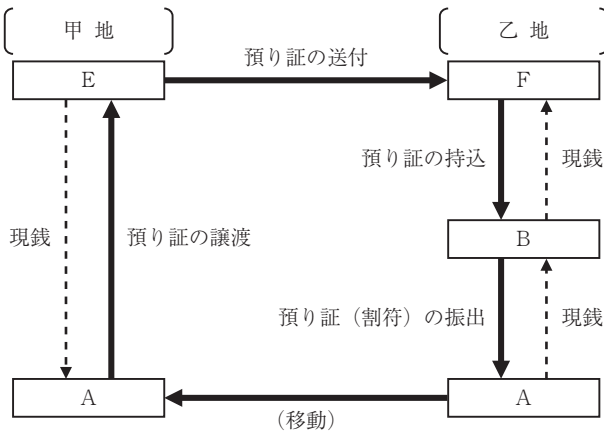 甲 地
乙 地
E
預り証の送付
F
預り証の持込
現銭
現銭
預り証の譲渡
B
預り証（割符）の振出
現銭
A
（移動）
A